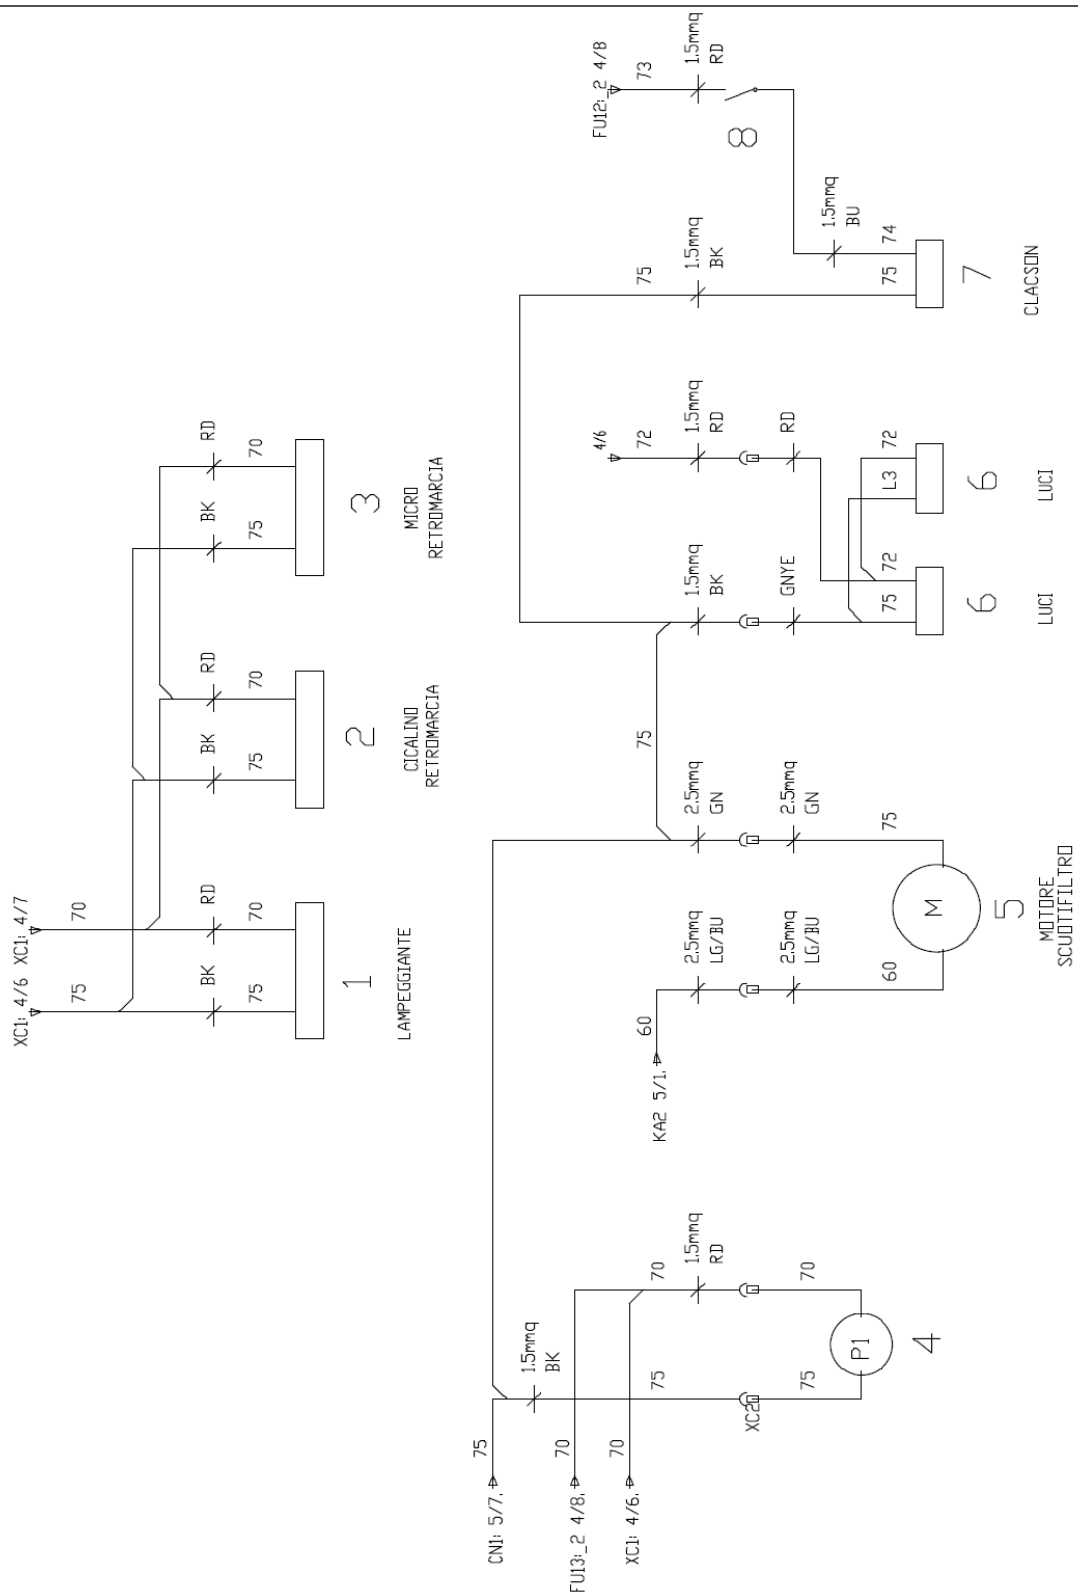 XC1: 4/6
75
BK
75
1
LAMPEGGIANTE
XC1: 4/7
70
RD
70
BK
75
2
CICALINO
RETROMARCIA
RD
70
BK
75
3
MICRO
RETROMARCIA
RD
70
CN1: 5/7.
75
FU13:_2 4/8.
70
XC1: 4/6.
70
1.5mmq
BK
75
XC2
75
P1
4
70
1.5mmq
RD
70
KA2 5/1.
60
2.5mmq
LG/BU
2.5mmq
LG/BU
60
M
5
MOTORE
SCUOTIFILTRO
2.5mmq
GN
2.5mmq
GN
75
75
1.5mmq
BK
GNYE
75
72
6
LUCI
4/6
72
1.5mmq
RD
RD
L3
72
6
LUCI
75
1.5mmq
BK
75
74
7
CLACSON
1.5mmq
BU
FU12:_2 4/8
73
1.5mmq
RD
8